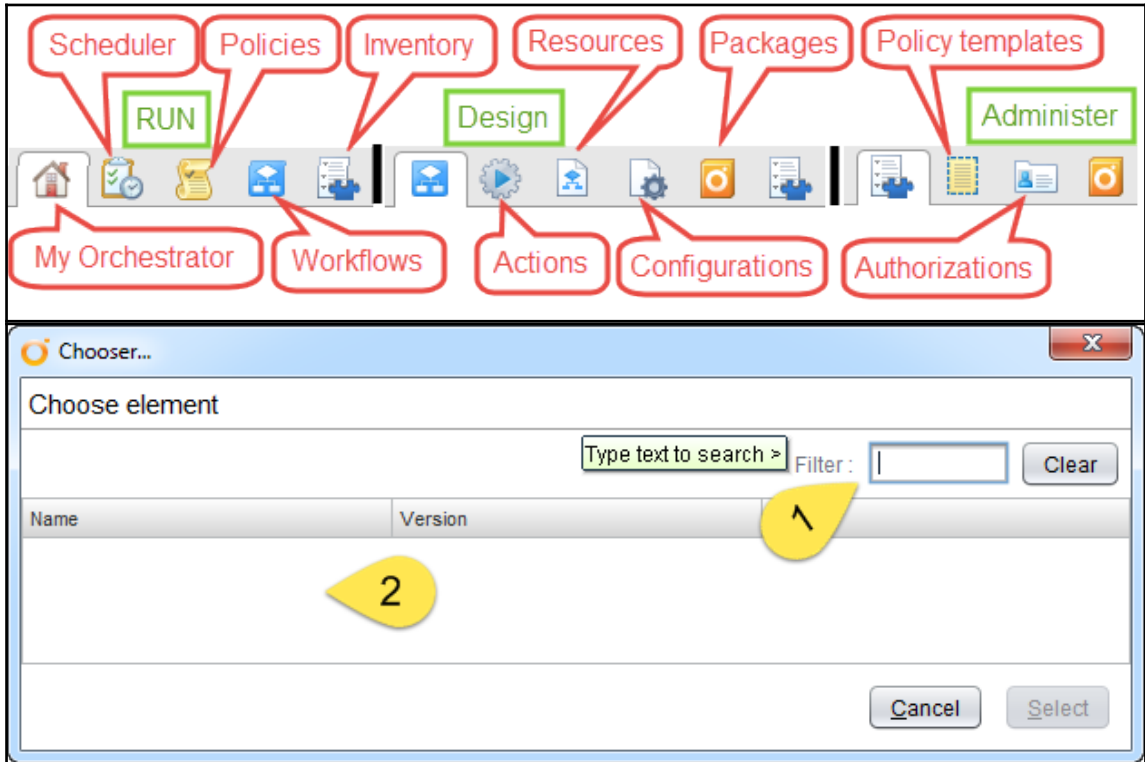 Scheduler Policies Inventory Resources Packages Policy templates
RUN Design Administer
My Orchestrator Workflows Actions Configurations Authorizations
Chooser...
Choose element
Type text to search > Filter : Clear
1
Name Version
2
Cancel Select